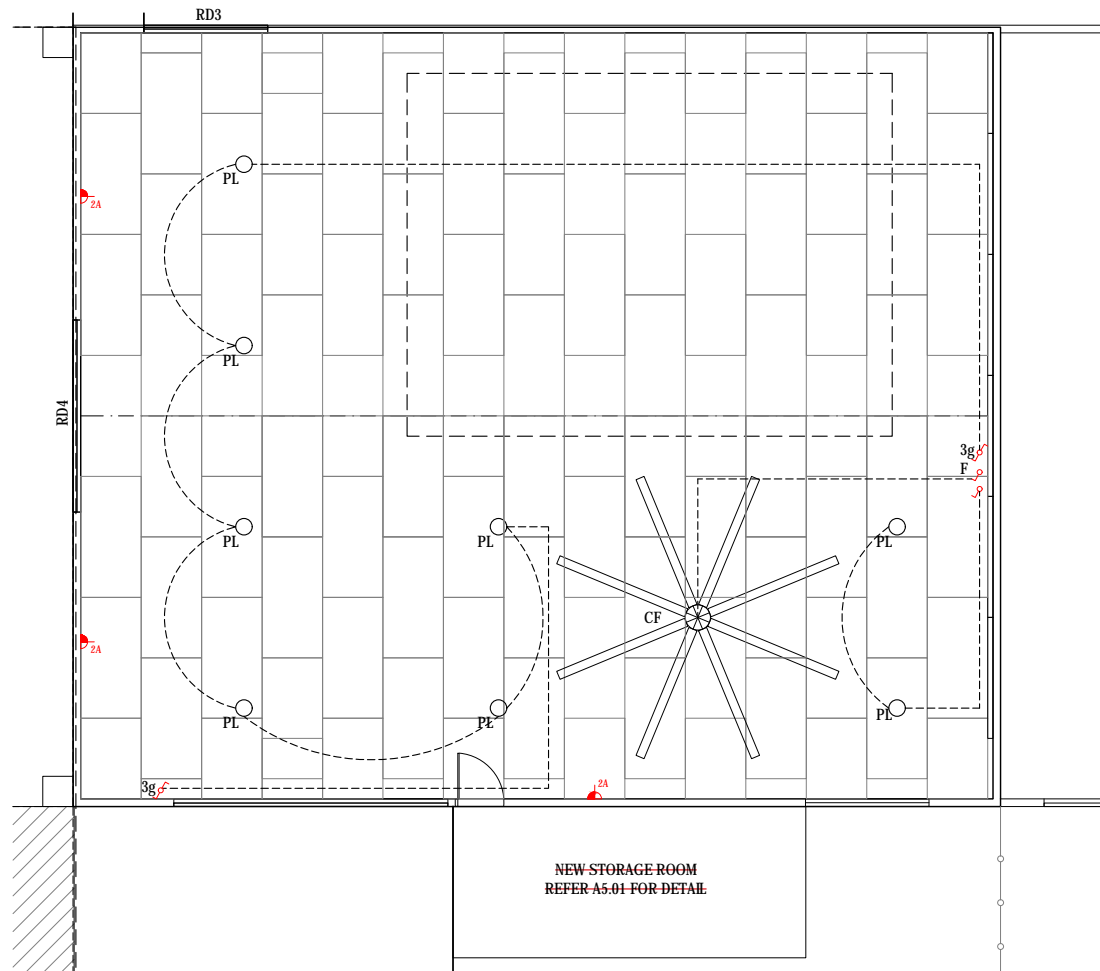 RD3
PL
2A
PL
RD4
3g
F
PL
PL
PL
CF
2A
PL
PL
PL
3g
2A
NEW STORAGE ROOM
REFER A5.01 FOR DETAIL